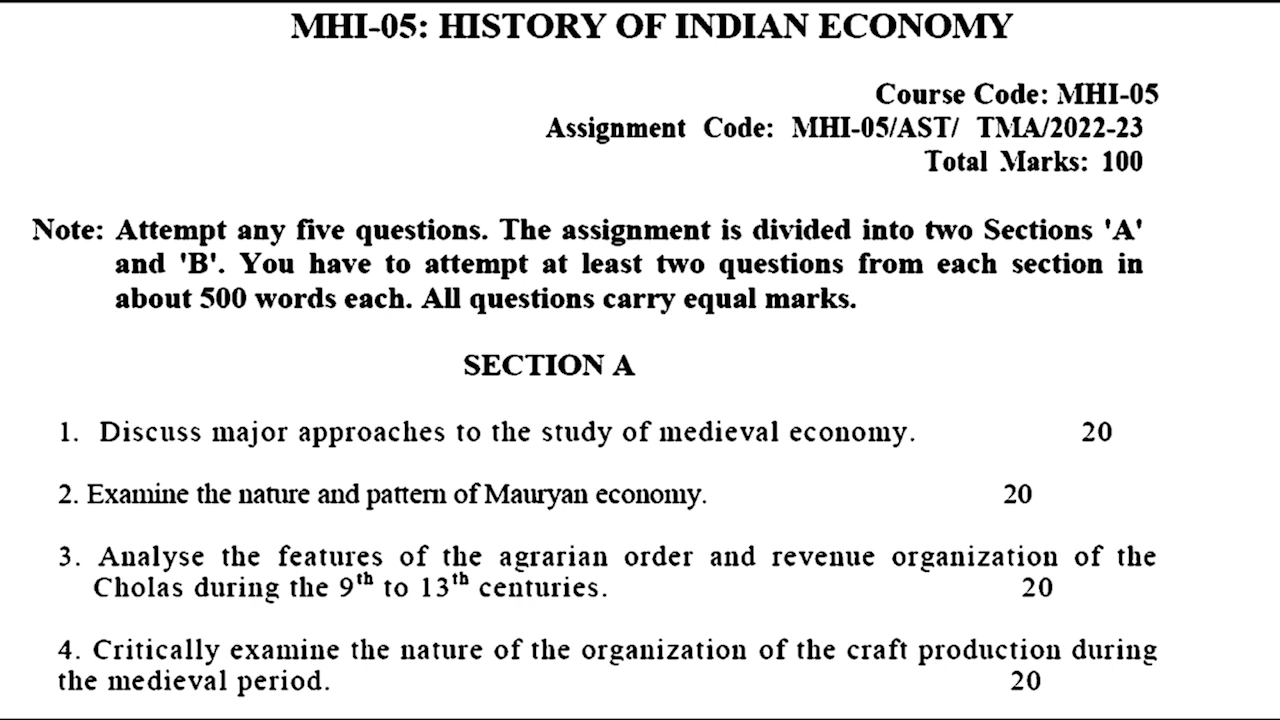 MHI-05: HISTORY OF INDIAN ECONOMY
Course Code: MHI-05
Assignment Code: MHI-05/AST/ TMA/2022-23
Total Marks: 100
Note: Attempt any five questions. The assignment is divided into two Sections 'A'
and 'B'. You have to attempt at least two questions from each section in
about 500 words each. All questions carry equal marks.
SECTION A
1. Discuss major approaches to the study of medieval economy. 20
2. Examine the nature and pattern of Mauryan economy. 20
3. Analyse the features of the agrarian order and revenue organization of the
Cholas during the 9th to 13th centuries. 20
4. Critically examine the nature of the organization of the craft production during
the medieval period. 20